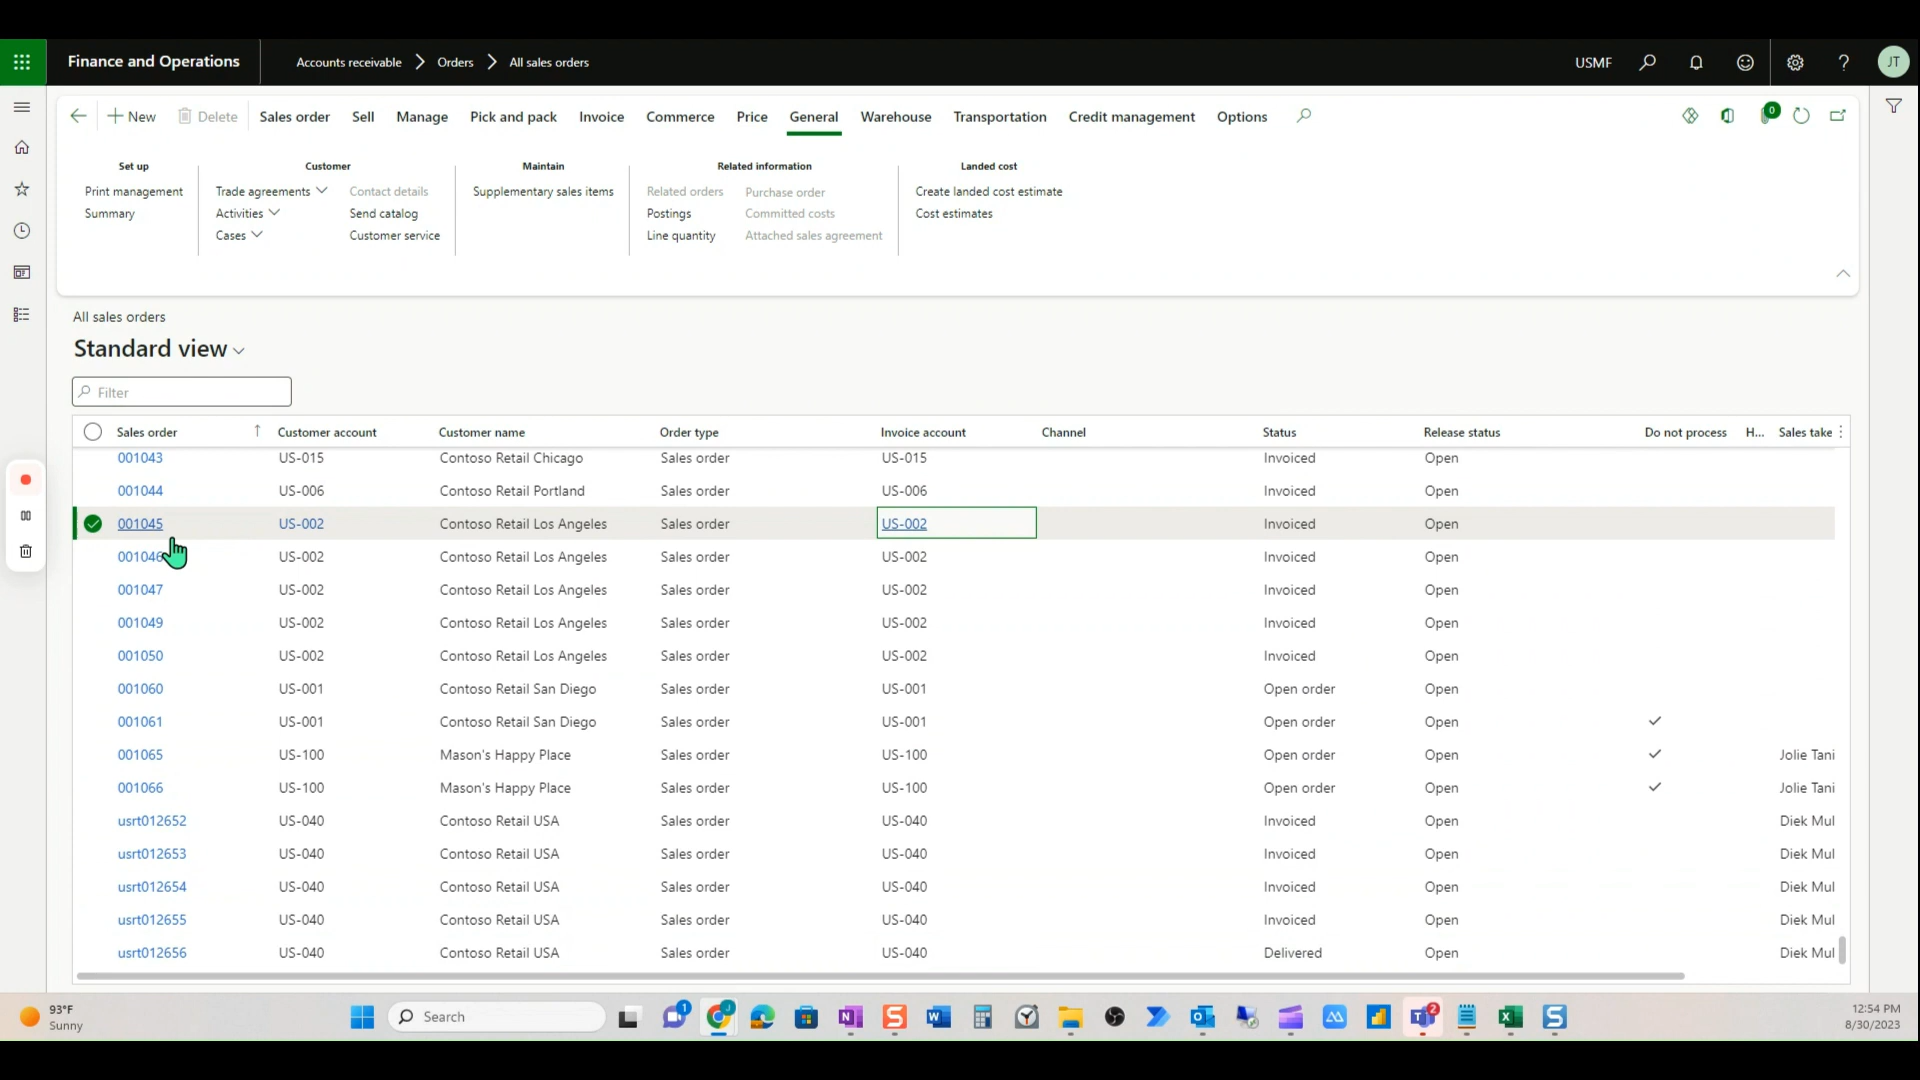 Finance and Operations Accounts receivable Orders All sales orders USMF ? JT
New Delete Sales order Sell Manage Pick and pack Invoice Commerce Price General Warehouse Transportation Credit management Options 0
Set up Customer Maintain Related information Landed cost
Print management Trade agreements Contact details Supplementary sales items Related orders Purchase order Create landed cost estimate
Summary Activities Send catalog Postings Committed costs Cost estimates
Cases Customer service Line quantity Attached sales agreement
All sales orders
Standard view
Filter
Sales order Customer account Customer name Order type Invoice account Channel Status Release status Do not process H... Sales take
001043 US-015 Contoso Retail Chicago Sales order US-015 Invoiced Open
001044 US-006 Contoso Retail Portland Sales order US-006 Invoiced Open
001045 US-002 Contoso Retail Los Angeles Sales order US-002 Invoiced Open
001046 US-002 Contoso Retail Los Angeles Sales order US-002 Invoiced Open
001047 US-002 Contoso Retail Los Angeles Sales order US-002 Invoiced Open
001049 US-002 Contoso Retail Los Angeles Sales order US-002 Invoiced Open
001050 US-002 Contoso Retail Los Angeles Sales order US-002 Invoiced Open
001060 US-001 Contoso Retail San Diego Sales order US-001 Open order Open
001061 US-001 Contoso Retail San Diego Sales order US-001 Open order Open
001065 US-100 Mason's Happy Place Sales order US-100 Open order Open Jolie Tani
001066 US-100 Mason's Happy Place Sales order US-100 Open order Open Jolie Tani
usrt012652 US-040 Contoso Retail USA Sales order US-040 Invoiced Open Diek Mul
usrt012653 US-040 Contoso Retail USA Sales order US-040 Invoiced Open Diek Mul
usrt012654 US-040 Contoso Retail USA Sales order US-040 Invoiced Open Diek Mul
usrt012655 US-040 Contoso Retail USA Sales order US-040 Invoiced Open Diek Mul
usrt012656 US-040 Contoso Retail USA Sales order US-040 Delivered Open Diek Mul
93°F Search 1 J N S W 2 X S 12:54 PM
Sunny 8/30/2023